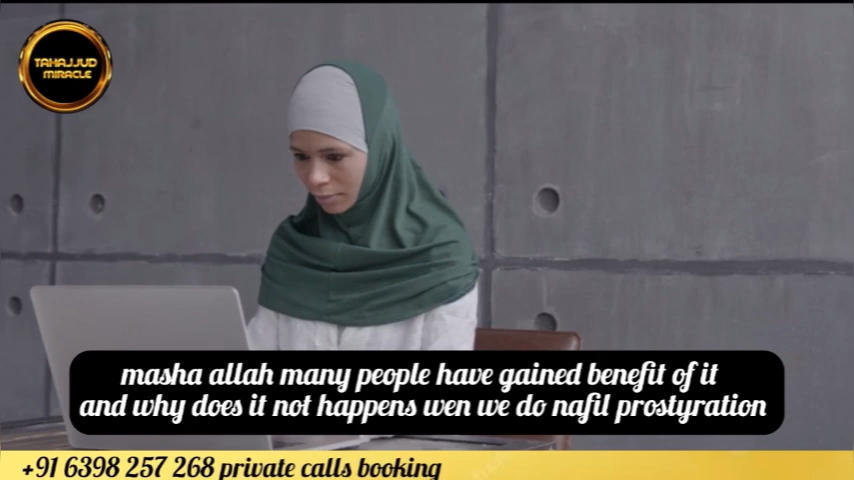 TAHAJJUD
MIRACLE
masha allah many people have gained benefit of it
and why does it not happens wen we do nafil prostyration
+91 6398 257 268 private calls booking